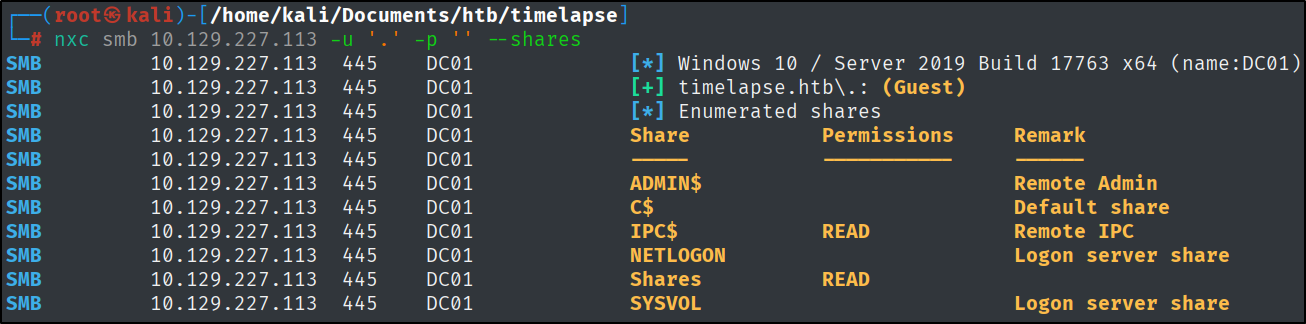 ┌──(root㉿kali)-[/home/kali/Documents/htb/timelapse]
└─# nxc smb 10.129.227.113 -u '.' -p '' --shares
SMB 10.129.227.113 445 DC01 [*] Windows 10 / Server 2019 Build 17763 x64 (name:DC01)
SMB 10.129.227.113 445 DC01 [+] timelapse.htb\.: (Guest)
SMB 10.129.227.113 445 DC01 [*] Enumerated shares
SMB 10.129.227.113 445 DC01 Share Permissions Remark
SMB 10.129.227.113 445 DC01 ----- ----------- ------
SMB 10.129.227.113 445 DC01 ADMIN$ Remote Admin
SMB 10.129.227.113 445 DC01 C$ Default share
SMB 10.129.227.113 445 DC01 IPC$ READ Remote IPC
SMB 10.129.227.113 445 DC01 NETLOGON Logon server share
SMB 10.129.227.113 445 DC01 Shares READ
SMB 10.129.227.113 445 DC01 SYSVOL Logon server share